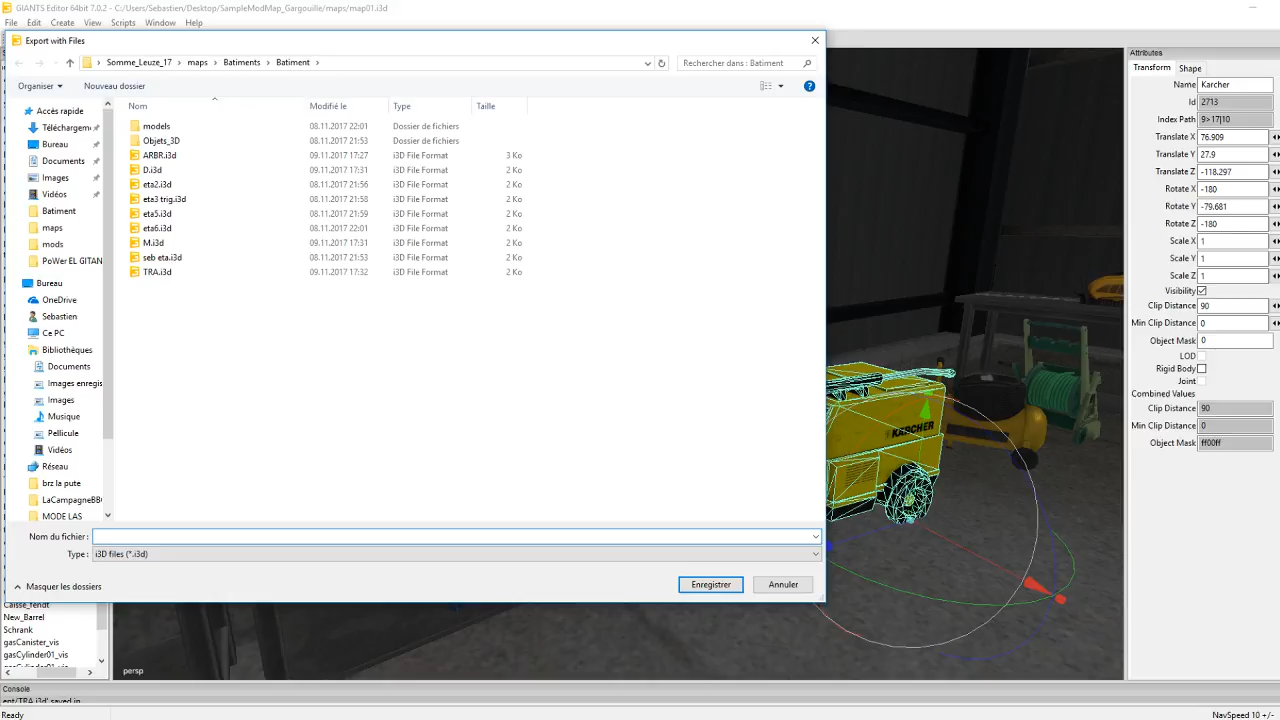 GIANTS Editor 64bit 7.0.2 - C:/Users/Sebastien/Desktop/SampleModMap_Gargouille/maps/map01.i3d
File Edit Create View Scripts Window Help
Export with Files
Somme_Leuze_17 > maps > Batiments > Batiment >
Rechercher dans : Batiment
Organiser Nouveau dossier
Nom Modifié le Type Taille
Accès rapide
Téléchargem
Bureau
Documents
Images
Vidéos
Batiment
maps
mods
PoWer EL GITAN
Bureau
OneDrive
Sebastien
Ce PC
Bibliothèques
Documents
Images enregis
Images
Musique
Pellicule
Vidéos
Réseau
brz la pute
LaCampagneBBC
MODE LAS
models 08.11.2017 22:01 Dossier de fichiers
Objets_3D 08.11.2017 21:53 Dossier de fichiers
ARBR.i3d 09.11.2017 17:27 i3D File Format 3 Ko
D.i3d 09.11.2017 17:31 i3D File Format 2 Ko
eta2.i3d 08.11.2017 21:56 i3D File Format 2 Ko
eta3 trig.i3d 08.11.2017 21:58 i3D File Format 2 Ko
eta5.i3d 08.11.2017 21:59 i3D File Format 2 Ko
eta6.i3d 08.11.2017 22:01 i3D File Format 2 Ko
M.i3d 09.11.2017 17:31 i3D File Format 2 Ko
seb eta.i3d 08.11.2017 21:53 i3D File Format 2 Ko
TRA.i3d 09.11.2017 17:32 i3D File Format 2 Ko
Nom du fichier :
Type : i3D files (*.i3d)
Masquer les dossiers
Enregistrer Annuler
Attributes
Transform Shape
Name Karcher
Id 2713
Index Path 9>17|10
Translate X 76.909
Translate Y 27.9
Translate Z -118.297
Rotate X -180
Rotate Y -79.681
Rotate Z -180
Scale X 1
Scale Y 1
Scale Z 1
Visibility
Clip Distance 90
Min Clip Distance 0
Object Mask 0
LOD
Rigid Body
Joint
Combined Values
Clip Distance 90
Min Clip Distance 0
Object Mask ff00ff
KARCHER
Caisse_fendt
New_Barrel
Schrank
gasCanister_vis
gasCylinder01_vis
gasCylinder01_vis
persp
Console
ent/TRA.i3d' saved in
Ready
NavSpeed 10 +/-